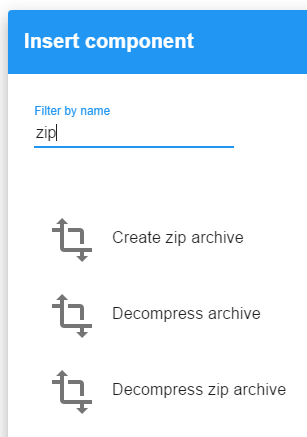 Insert component
Filter by name
zip
Create zip archive
Decompress archive
Decompress zip archive